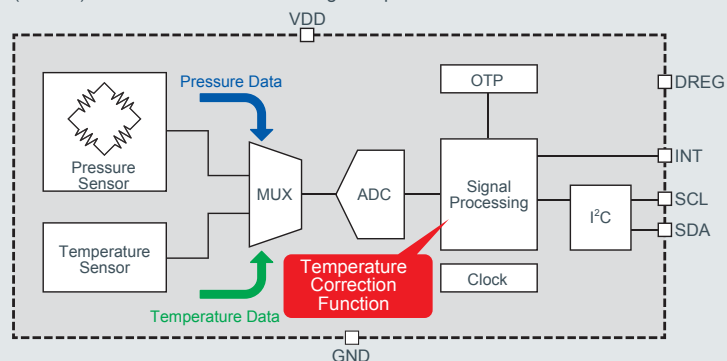 VDD
Pressure Data
OTP
DREG
Pressure
Sensor
MUX
ADC
Signal
Processing
INT
I²C
SCL
SDA
Temperature
Sensor
Temperature
Correction
Function
Clock
Temperature Data
GND